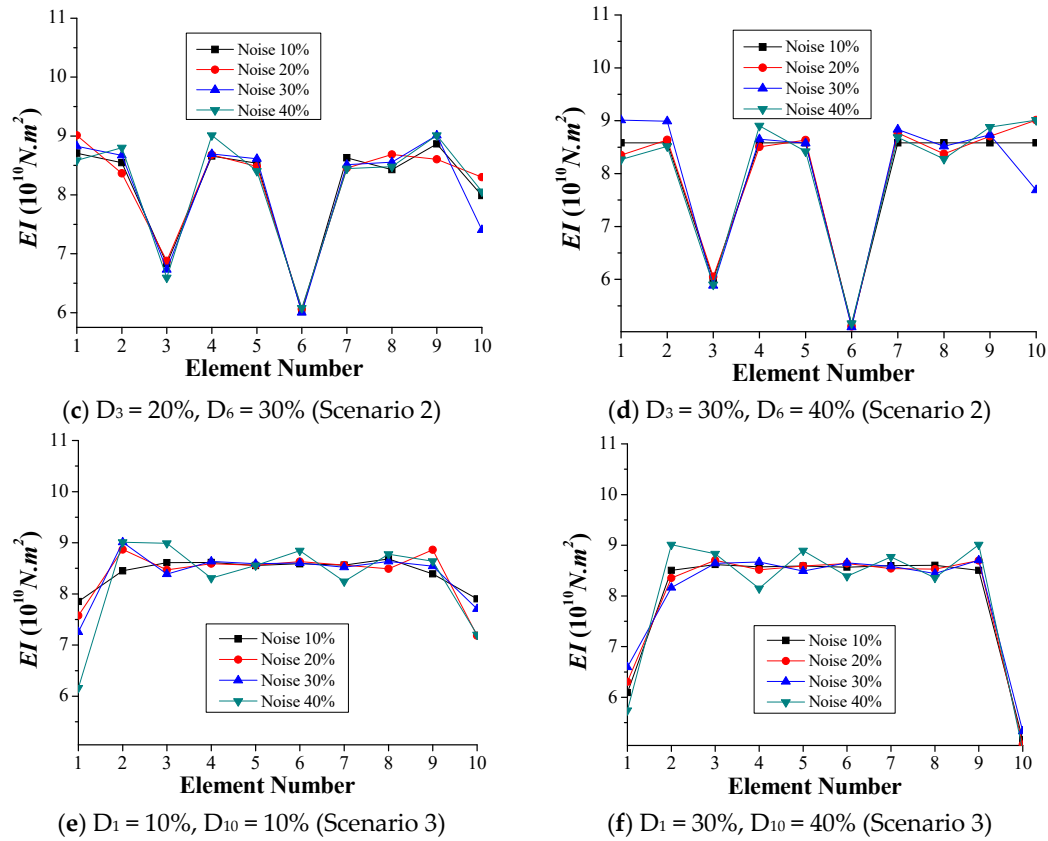 11
10
9
8
7
6
EI (10¹⁰N.m²)
Noise 10%
Noise 20%
Noise 30%
Noise 40%
1 2 3 4 5 6 7 8 9 10
Element Number
(c) D₃ = 20%, D₆ = 30% (Scenario 2)
11
10
9
8
7
6
EI (10¹⁰N.m²)
Noise 10%
Noise 20%
Noise 30%
Noise 40%
1 2 3 4 5 6 7 8 9 10
Element Number
(d) D₃ = 30%, D₆ = 40% (Scenario 2)
11
10
9
8
7
6
EI (10¹⁰N.m²)
Noise 10%
Noise 20%
Noise 30%
Noise 40%
1 2 3 4 5 6 7 8 9 10
Element Number
(e) D₁ = 10%, D₁₀ = 10% (Scenario 3)
11
10
9
8
7
6
EI (10¹⁰N.m²)
Noise 10%
Noise 20%
Noise 30%
Noise 40%
1 2 3 4 5 6 7 8 9 10
Element Number
(f) D₁ = 30%, D₁₀ = 40% (Scenario 3)